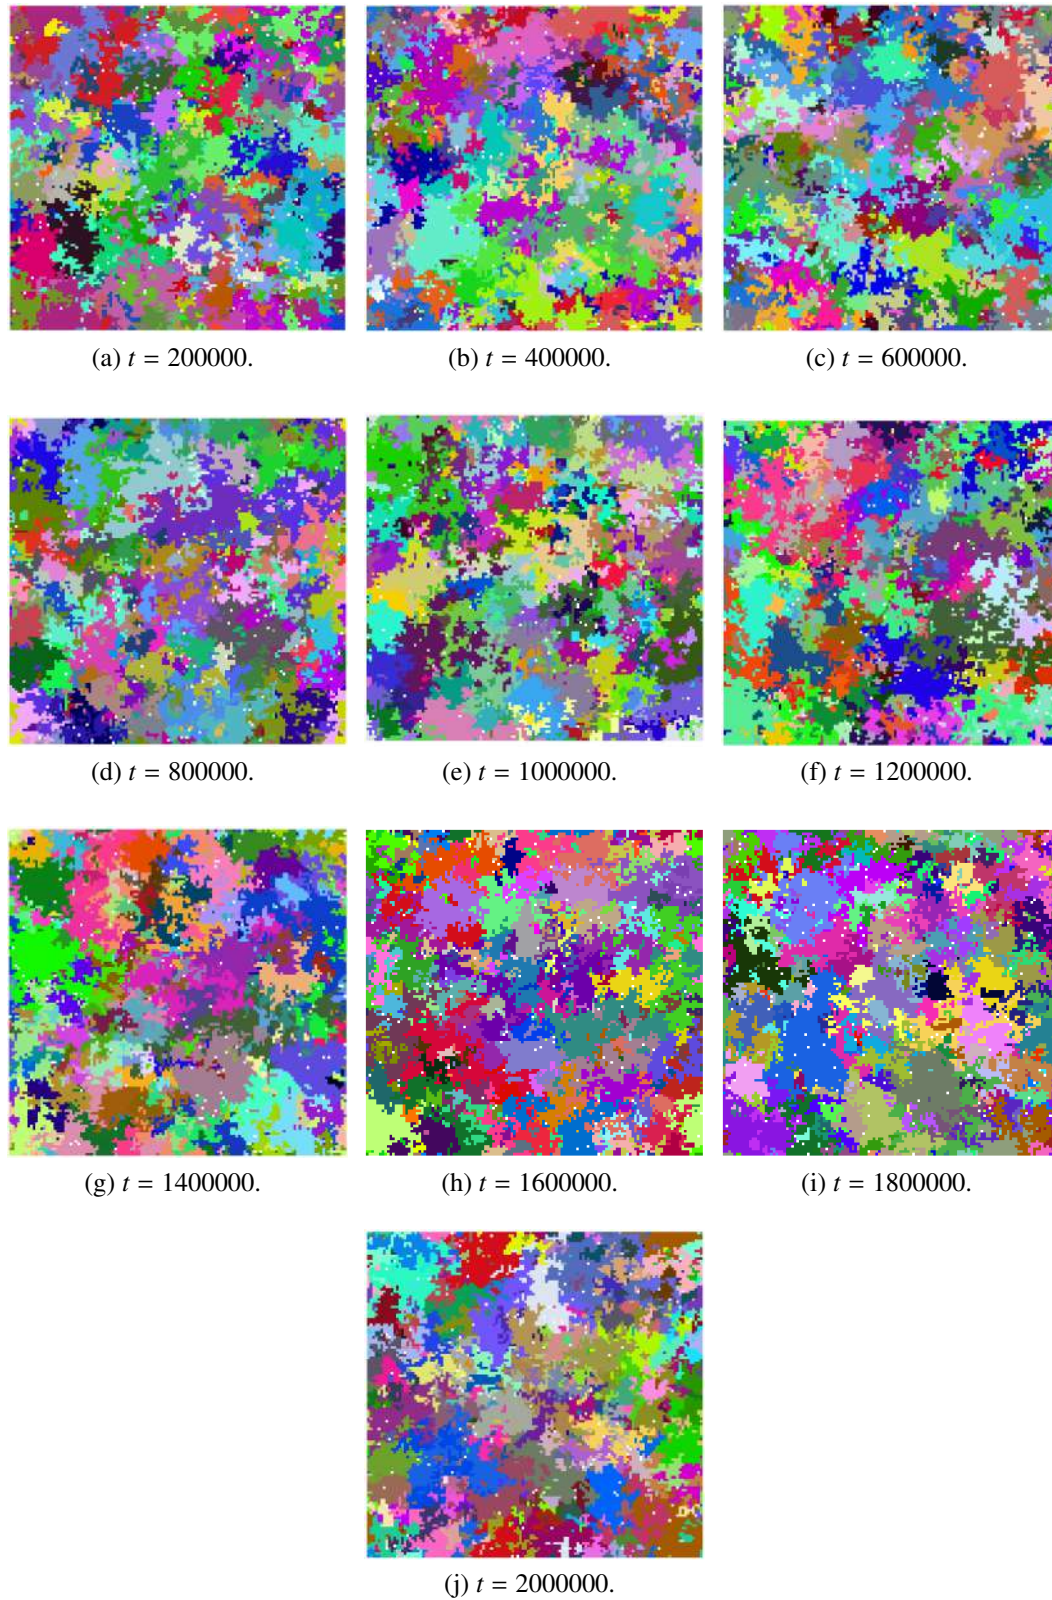 (a) t = 200000.
(b) t = 400000.
(c) t = 600000.
(d) t = 800000.
(e) t = 1000000.
(f) t = 1200000.
(g) t = 1400000.
(h) t = 1600000.
(i) t = 1800000.
(j) t = 2000000.